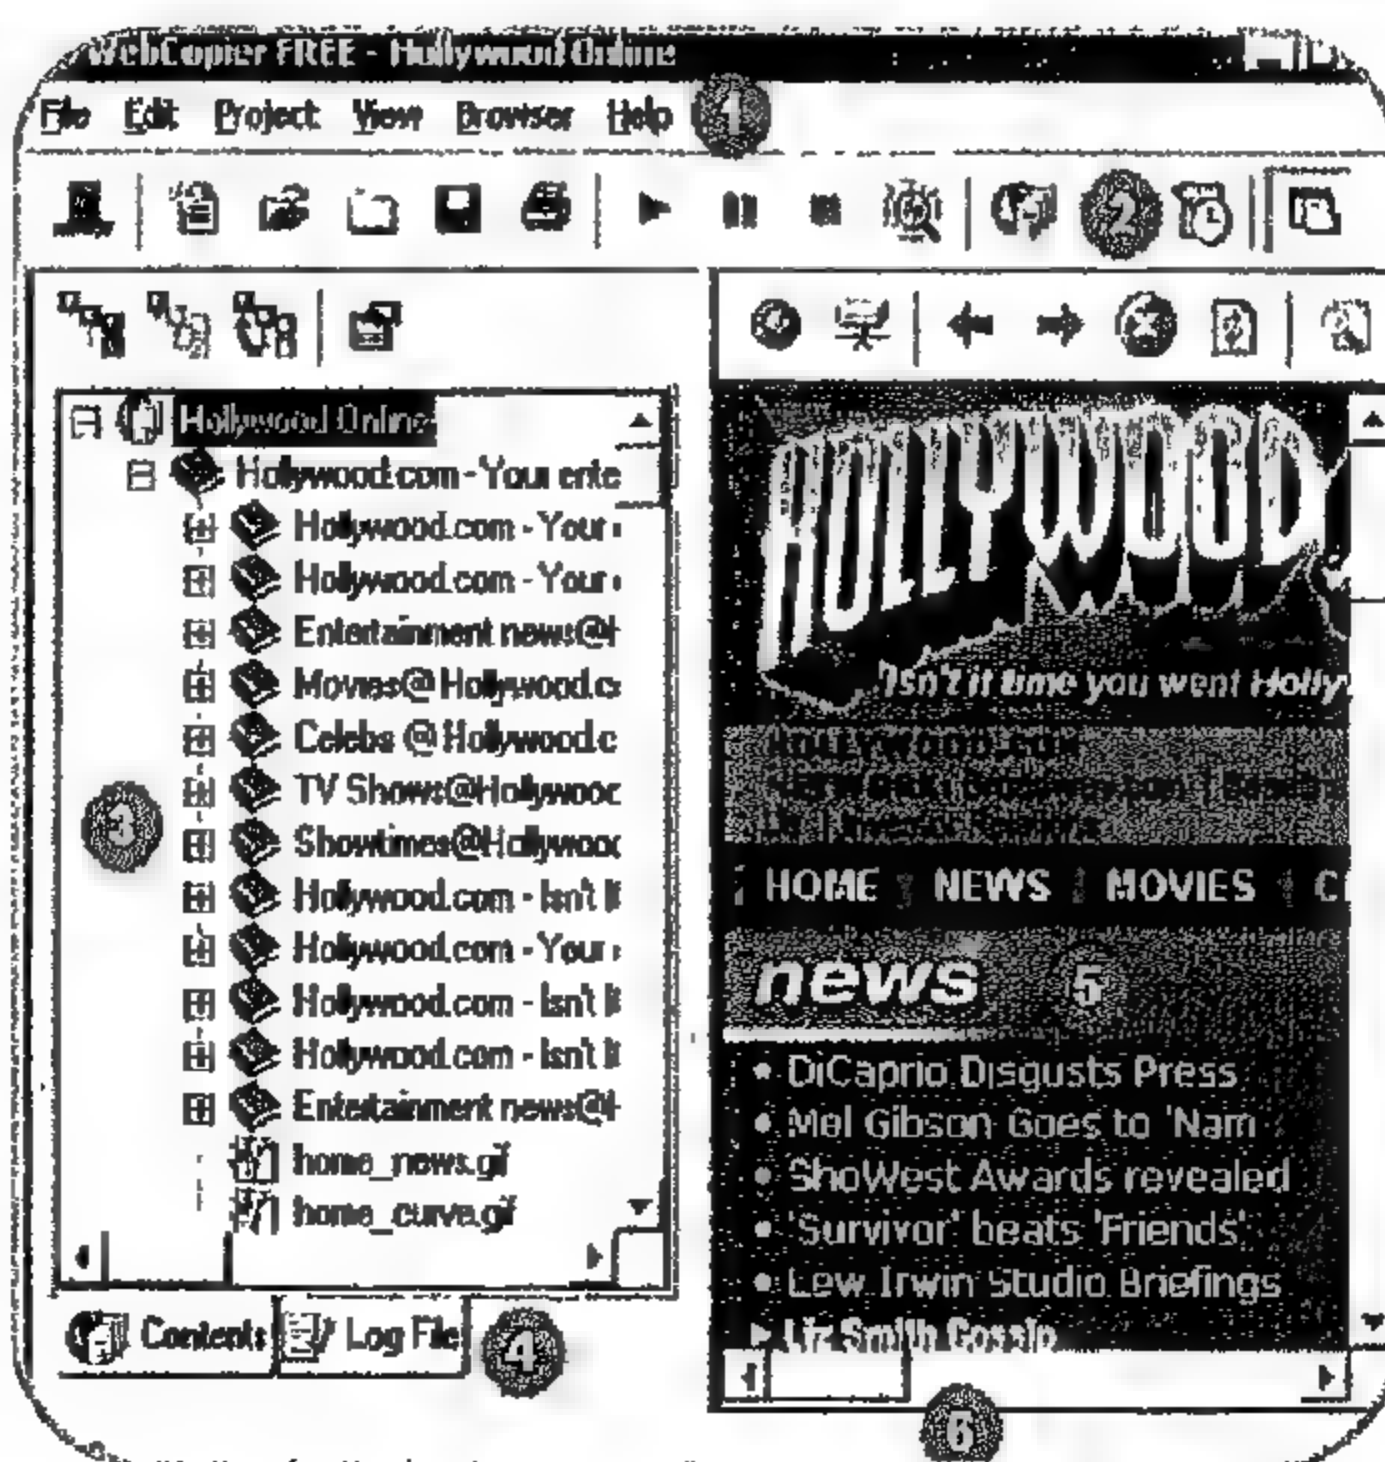 WebCopier FREE - Hollywood Online
File Edit Project View Browser Help 1
2
Hollywood Online
Hollywood.com - Your ente
Hollywood.com - Your
Hollywood.com - Your
Entertainment news@H
Movies@Hollywood.c
Celebs @ Hollywood.c
TV Shows@Hollywood
3
Showtimes@Hollywood
Hollywood.com - Isn't I
Hollywood.com - Your
Hollywood.com - Isn't I
Hollywood.com - Isn't I
Entertainment news@H
home_news.gif
home_curve.gif
Contents Log File 4
HOLLYWOOD
Isn't it time you went Holly
HOLLYWOOD.COM
HOME NEWS MOVIES C
news 5
• DiCaprio Disgusts Press
• Mel Gibson Goes to 'Nam
• ShoWest Awards revealed
• 'Survivor' beats 'Friends'
• Lew Irwin Studio Briefings
Liz Smith Gossip
6